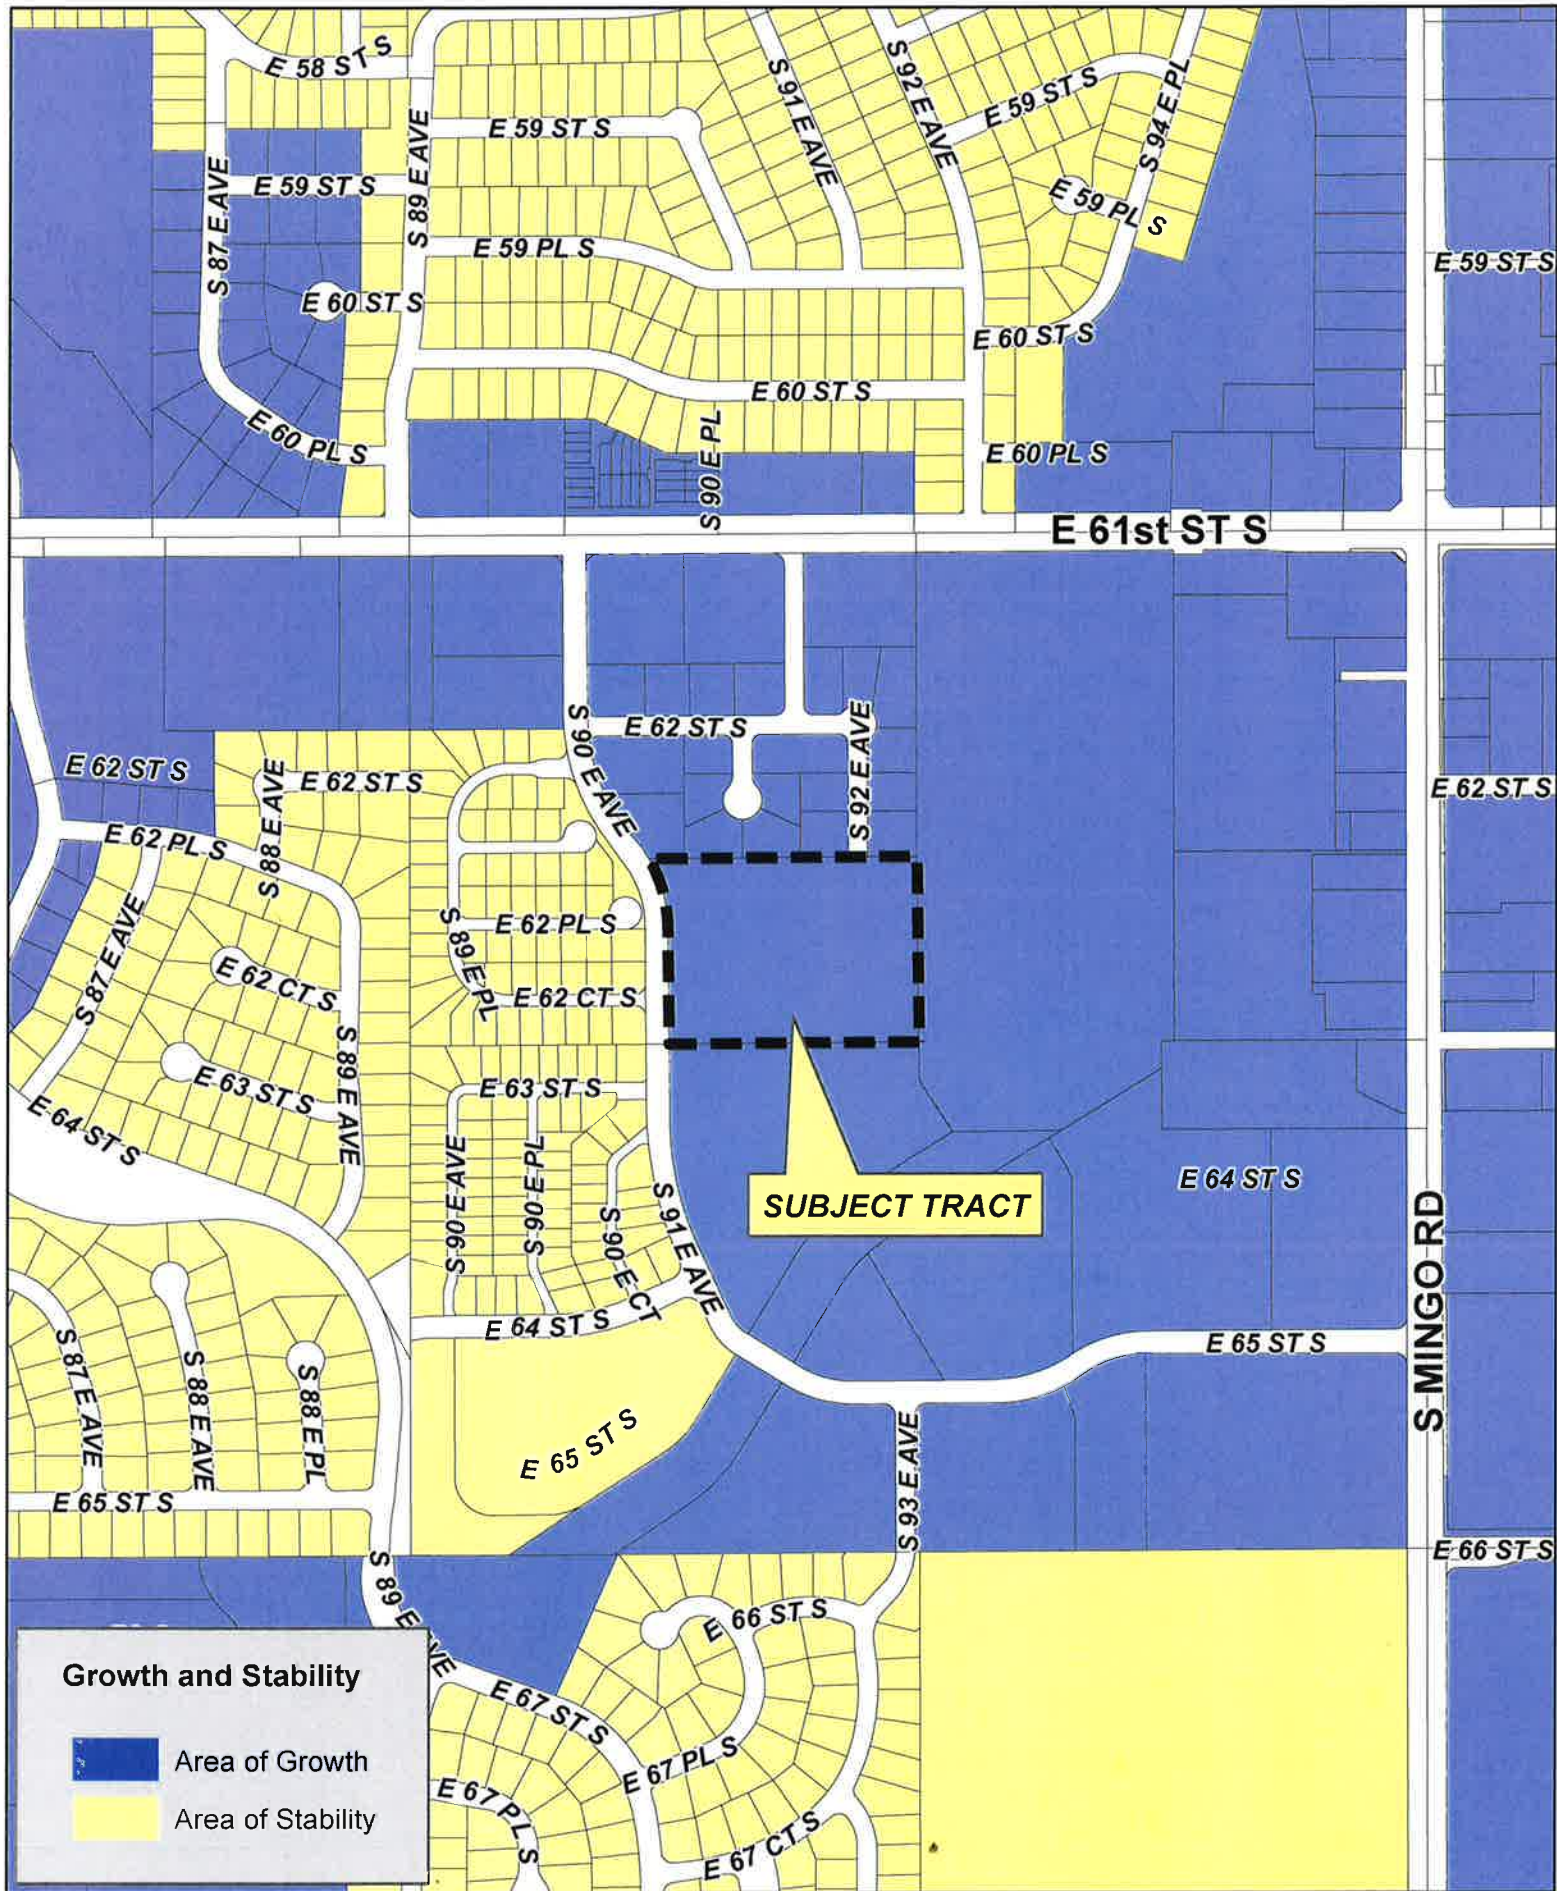 E 58 ST S
S 91 E AVE
S 92 E AVE
E 59 ST S
S 94 E PL
S 89 E AVE
E 59 ST S
S 87 E AVE
E 59 ST S
E 59 PL S
E 59 PL S
E 59 ST S
E 60 ST S
E 60 ST S
E 60 ST S
E 60 PL S
S 90 E PL
E 60 PL S
E 61st ST S
S 90 E AVE
E 62 ST S
S 92 E AVE
E 62 ST S
S 88 E AVE
E 62 ST S
E 62 ST S
E 62 PL S
S 87 E AVE
S 89 E PL
E 62 PL S
E 62 CT S
E 62 CT S
S 89 E AVE
E 63 ST S
E 63 ST S
E 64 ST S
S 90 E AVE
S 90 E PL
S 90 E CT
S 91 E AVE
SUBJECT TRACT
E 64 ST S
S MINGO RD
E 64 ST S
E 65 ST S
S 87 E AVE
S 88 E AVE
S 88 E PL
E 65 ST S
S 93 E AVE
E 65 ST S
E 66 ST S
S 89 E AVE
E 66 ST S
E 67 ST S
E 67 PL S
E 67 PL S
E 67 CT S
Growth and Stability
Area of Growth
Area of Stability